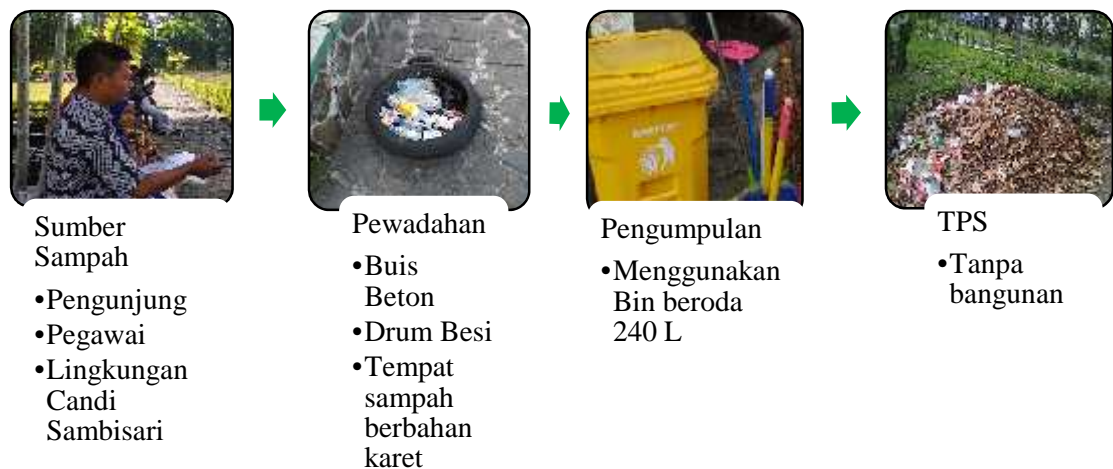 Sumber
Sampah
•Pengunjung
•Pegawai
•Lingkungan
Candi
Sambisari
Pewadahan
•Buis
Beton
•Drum Besi
•Tempat
sampah
berbahan
karet
Pengumpulan
•Menggunakan
Bin beroda
240 L
TPS
•Tanpa
bangunan